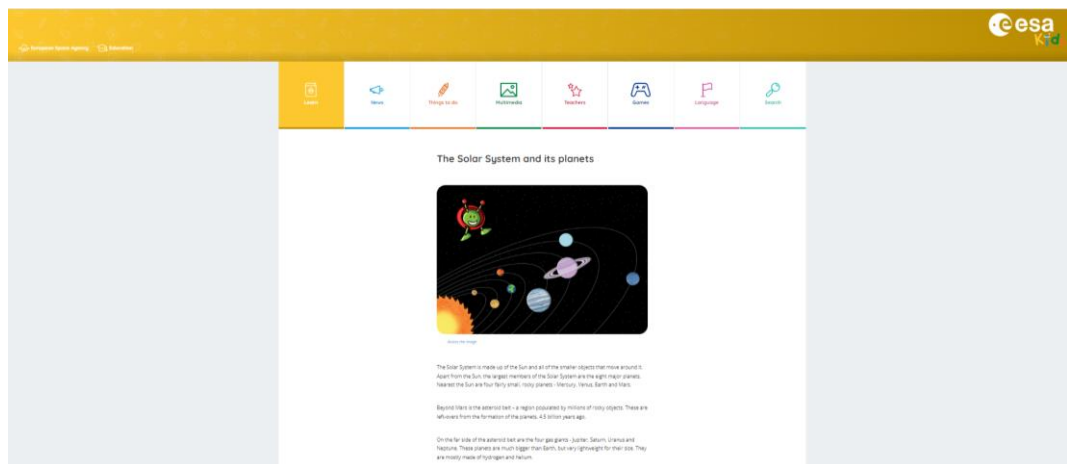 esa
Kid
European Space Agency Education
Learn
News
Things to do
Multimedia
Teachers
Games
Language
Search
The Solar System and its planets
The Solar System is made up of the Sun and all of the smaller objects that move around it.
Apart from the Sun, the largest members of the Solar System are the eight major planets.
Nearest the Sun are four fairly small, rocky planets - Mercury, Venus, Earth and Mars.
Beyond Mars is the asteroid belt – a region populated by millions of rocky objects. These are
left-overs from the formation of the planets, 4.5 billion years ago.
On the far side of the asteroid belt are the four gas giants - Jupiter, Saturn, Uranus and
Neptune. These planets are much bigger than Earth, but very lightweight for their size. They
are mostly made of hydrogen and helium.